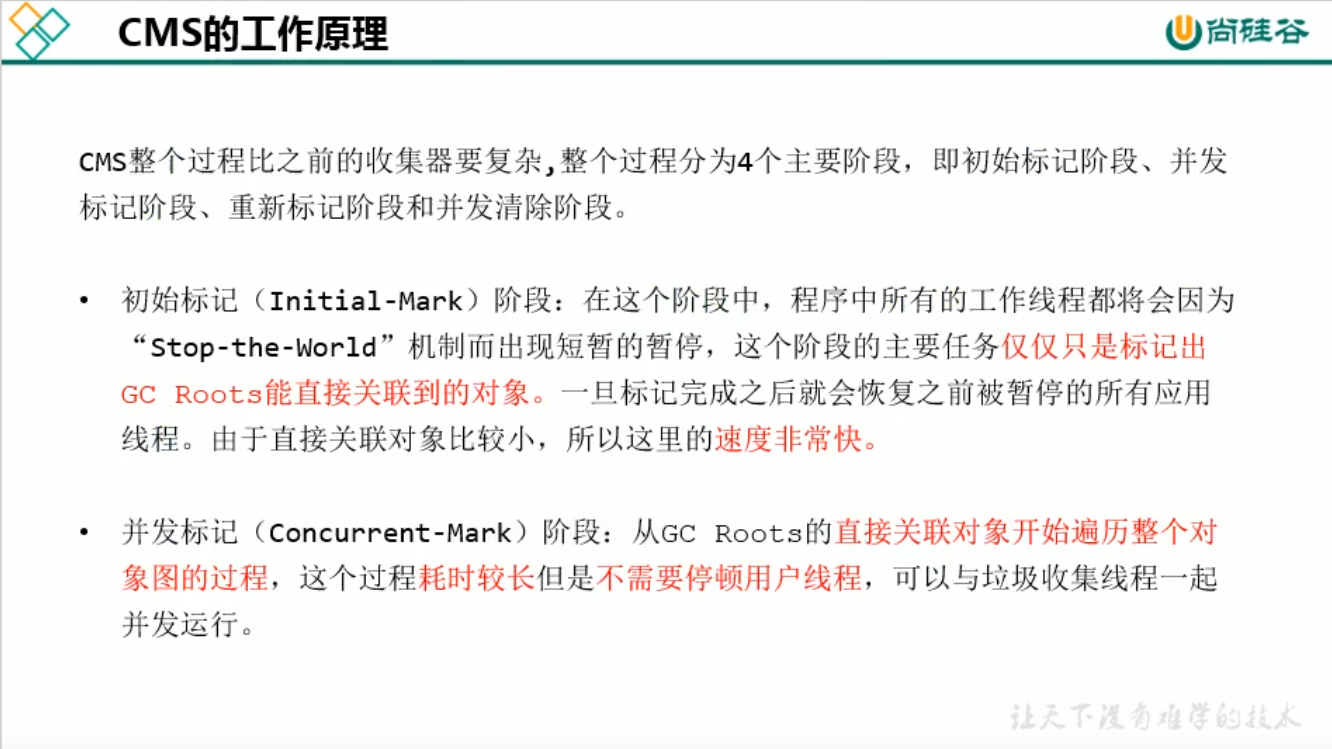 CMS的工作原理
尚硅谷
CMS整个过程比之前的收集器要复杂,整个过程分为4个主要阶段，即初始标记阶段、并发
标记阶段、重新标记阶段和并发清除阶段。
• 初始标记（Initial-Mark）阶段：在这个阶段中，程序中所有的工作线程都将会因为
“Stop-the-World”机制而出现短暂的暂停，这个阶段的主要任务仅仅只是标记出
GC Roots能直接关联到的对象。一旦标记完成之后就会恢复之前被暂停的所有应用
线程。由于直接关联对象比较小，所以这里的速度非常快。
• 并发标记（Concurrent-Mark）阶段：从GC Roots的直接关联对象开始遍历整个对
象图的过程，这个过程耗时较长但是不需要停顿用户线程，可以与垃圾收集线程一起
并发运行。
让天下没有难学的技术